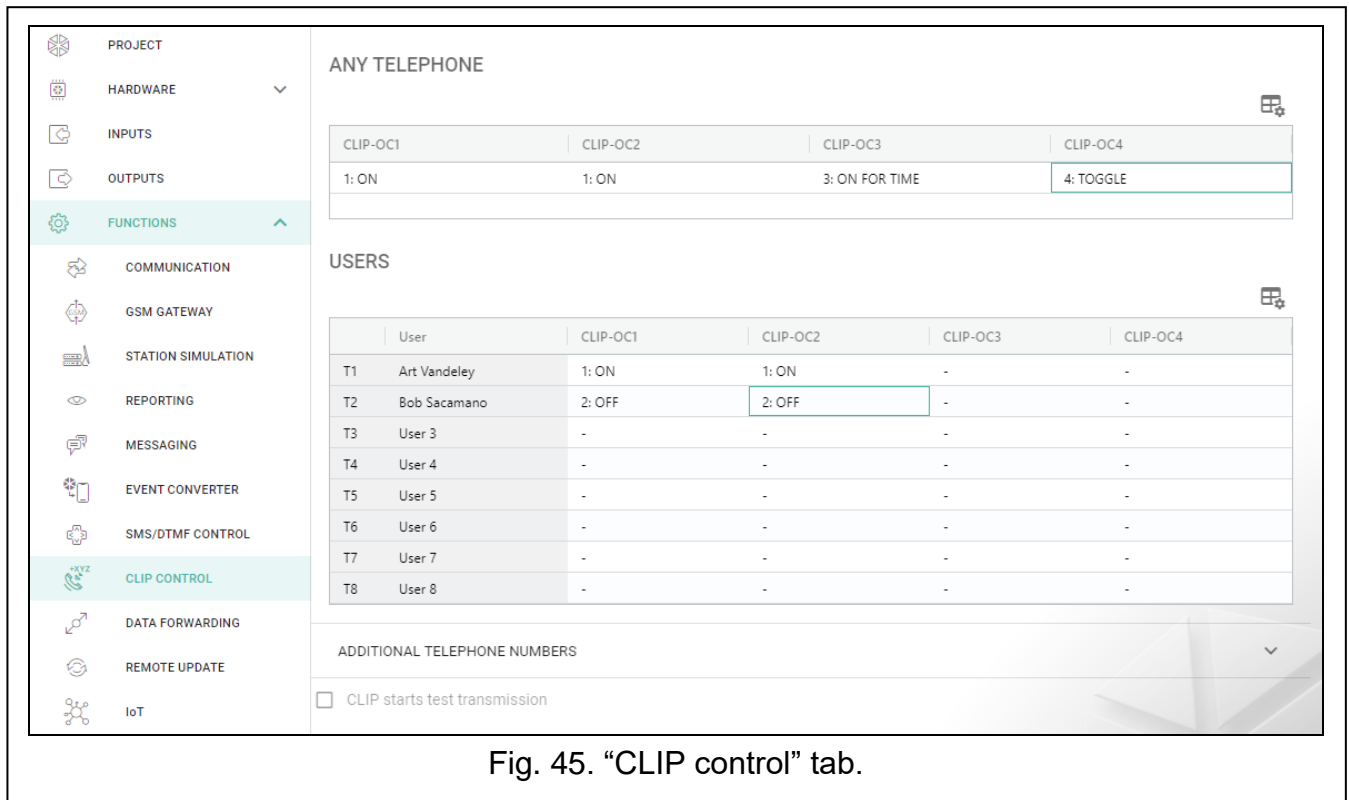 PROJECT
HARDWARE
INPUTS
OUTPUTS
FUNCTIONS
COMMUNICATION
GSM
GSM GATEWAY
STATION SIMULATION
REPORTING
MESSAGING
EVENT CONVERTER
SMS/DTMF CONTROL
+XYZ
CLIP CONTROL
DATA FORWARDING
REMOTE UPDATE
IoT
ANY TELEPHONE
CLIP-OC1 CLIP-OC2 CLIP-OC3 CLIP-OC4
1: ON 1: ON 3: ON FOR TIME 4: TOGGLE
USERS
User CLIP-OC1 CLIP-OC2 CLIP-OC3 CLIP-OC4
T1 Art Vandeley 1: ON 1: ON - -
T2 Bob Sacamano 2: OFF 2: OFF - -
T3 User 3 - - - -
T4 User 4 - - - -
T5 User 5 - - - -
T6 User 6 - - - -
T7 User 7 - - - -
T8 User 8 - - - -
ADDITIONAL TELEPHONE NUMBERS
CLIP starts test transmission
Fig. 45. “CLIP control” tab.